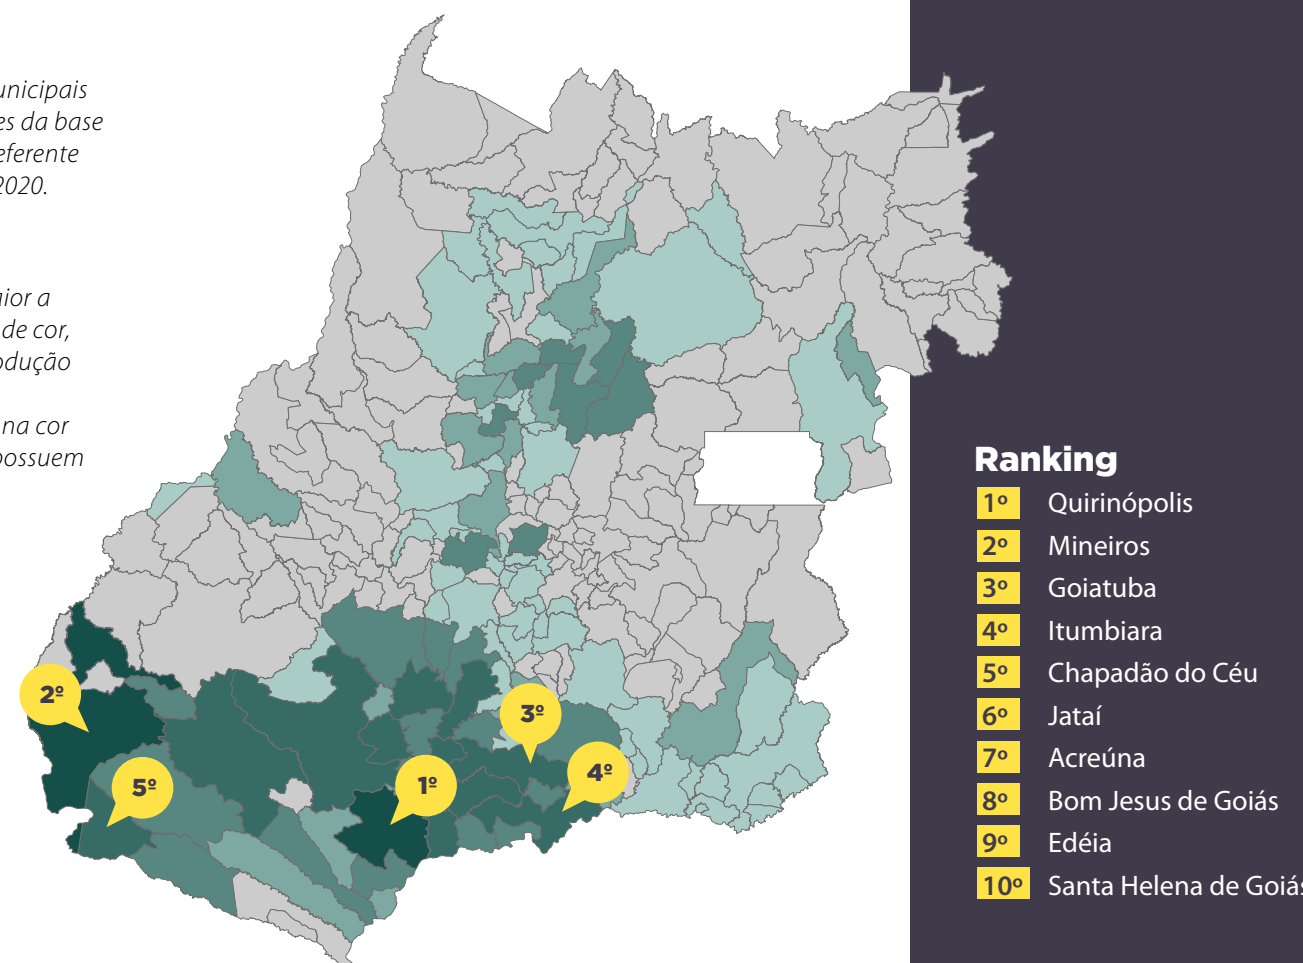 unicipais
es da base
eferente
2020.
aior a
de cor,
odução
na cor
possuem
2º
5º
1º
3º
4º
Ranking
1º Quirinópolis
2º Mineiros
3º Goiatuba
4º Itumbiara
5º Chapadão do Céu
6º Jataí
7º Acreúna
8º Bom Jesus de Goiás
9º Edéia
10º Santa Helena de Goiás